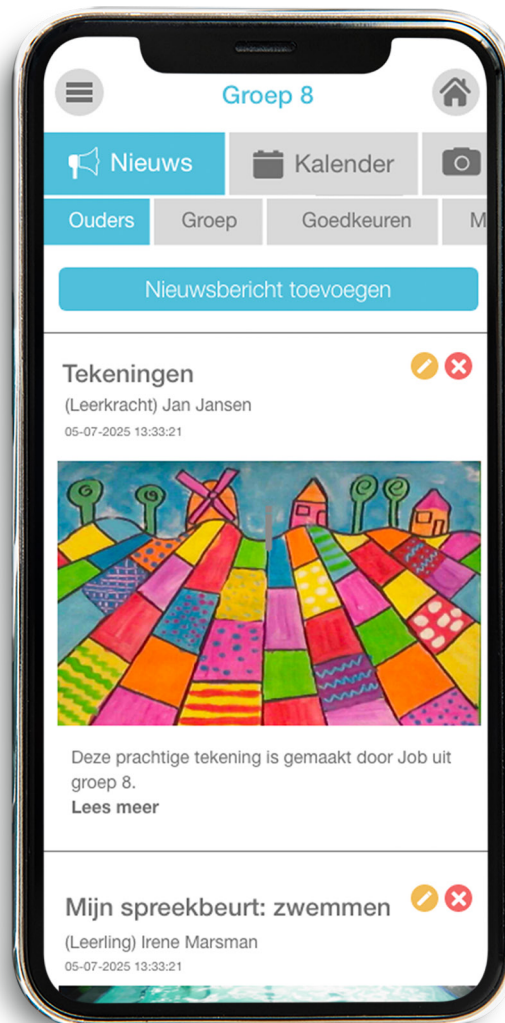 Groep 8
Nieuws
Kalender
Ouders
Groep
Goedkeuren
M
Nieuwsbericht toevoegen
Tekeningen
(Leerkracht) Jan Jansen
05-07-2025 13:33:21
Deze prachtige tekening is gemaakt door Job uit
groep 8.
Lees meer
Mijn spreekbeurt: zwemmen
(Leerling) Irene Marsman
05-07-2025 13:33:21